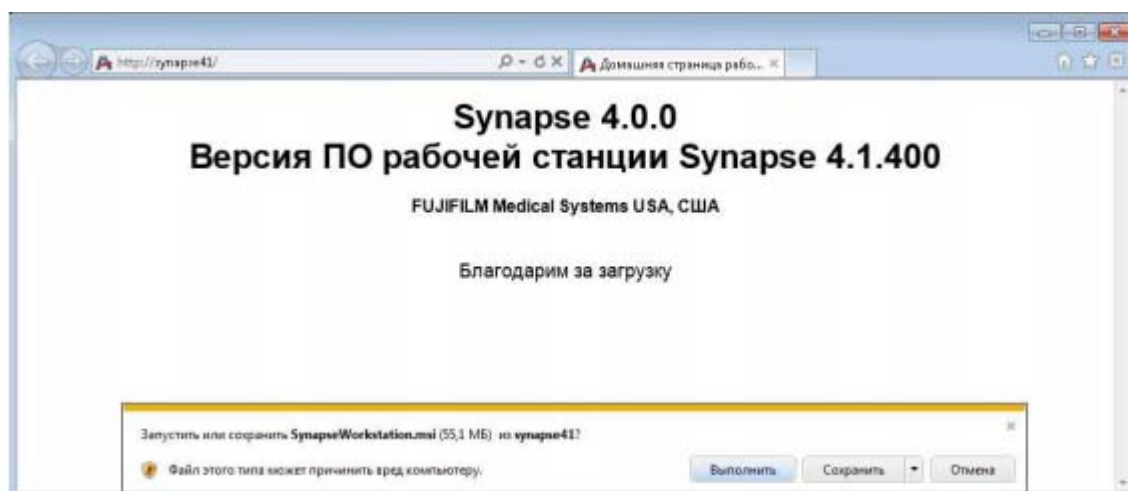 http://synapse41/
Домашняя страница рабо...
Synapse 4.0.0
Версия ПО рабочей станции Synapse 4.1.400
FUJIFILM Medical Systems USA, США
Благодарим за загрузку
Запустить или сохранить SynapseWorkstation.msi (55,1 МБ) из synapse41?
Файл этого типа может причинить вред компьютеру.
Выполнить
Сохранить
Отмена